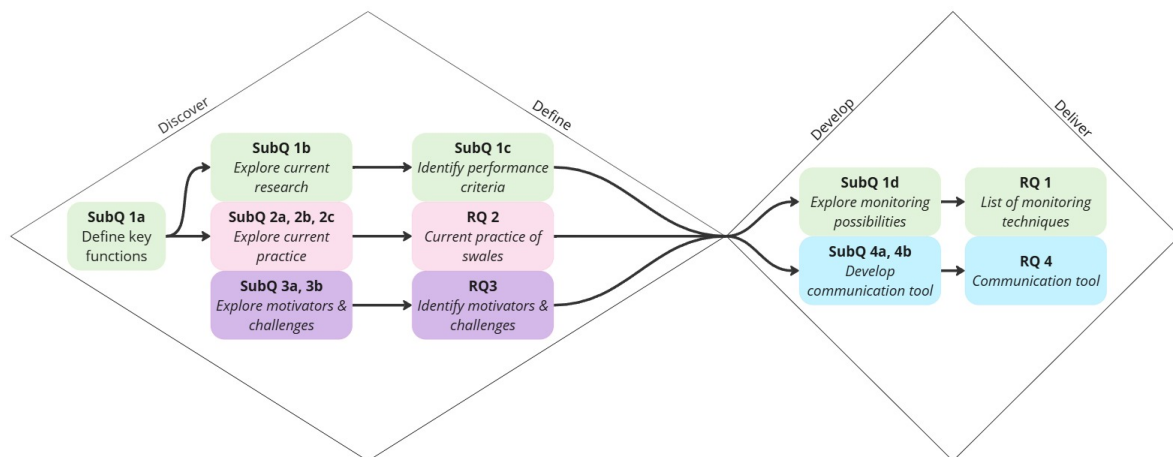 Discover
Define
Develop
Deliver
SubQ 1a
Define key
functions
SubQ 1b
Explore current
research
SubQ 1c
Identify performance
criteria
SubQ 2a, 2b, 2c
Explore current
practice
RQ 2
Current practice of
swales
SubQ 3a, 3b
Explore motivators &
challenges
RQ3
Identify motivators &
challenges
SubQ 1d
Explore monitoring
possibilities
RQ 1
List of monitoring
techniques
SubQ 4a, 4b
Develop
communication tool
RQ 4
Communication tool